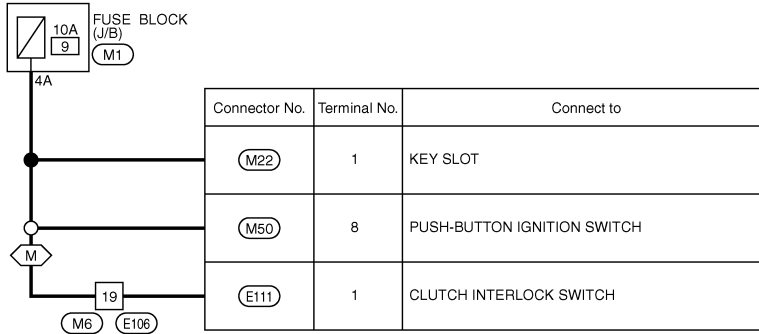 FUSE BLOCK
(J/B)
10A
9
M1
4A
Connector No. Terminal No. Connect to
M22 1 KEY SLOT
M50 8 PUSH-BUTTON IGNITION SWITCH
M
E111 1 CLUTCH INTERLOCK SWITCH
19
M6 E106